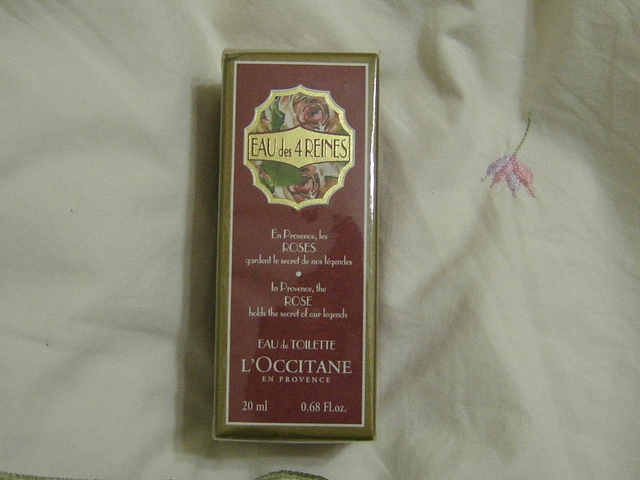 EAU des 4 REINES
En Provence, les
ROSES
gardent le secret de nos légendes
In Provence, the
ROSE
holds the secret of our legends
EAU de TOILETTE
L'OCCITANE
EN PROVENCE
20 ml 0.68 Fl.oz.